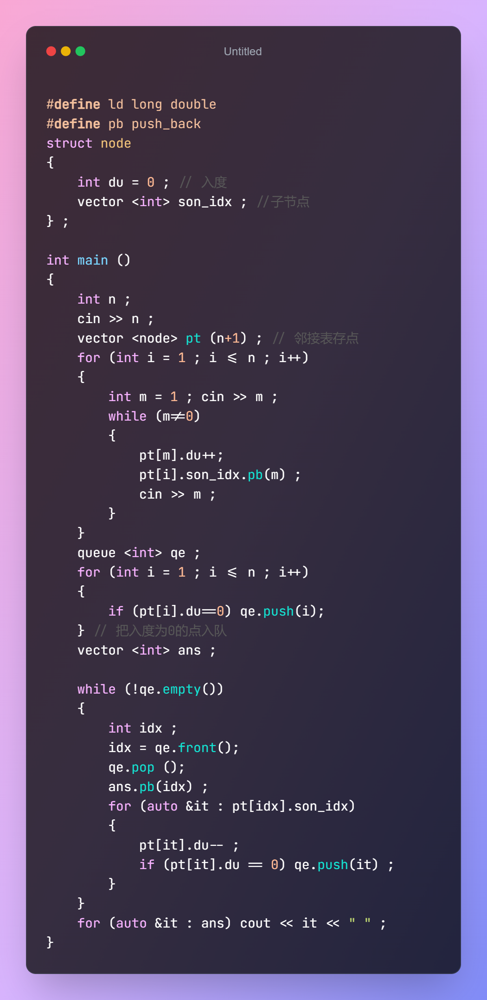 Untitled
#define ld long double
#define pb push_back
struct node
{
    int du = 0 ; // 入度
    vector <int> son_idx ; //子节点
} ;

int main ()
{
    int n ;
    cin >> n ;
    vector <node> pt (n+1) ; // 邻接表存点
    for (int i = 1 ; i <= n ; i++)
    {
        int m = 1 ; cin >> m ;
        while (m!=0)
        {
            pt[m].du++;
            pt[i].son_idx.pb(m) ;
            cin >> m ;
        }
    }
    queue <int> qe ;
    for (int i = 1 ; i <= n ; i++)
    {
        if (pt[i].du==0) qe.push(i);
    } // 把入度为0的点入队
    vector <int> ans ;

    while (!qe.empty())
    {
        int idx ;
        idx = qe.front();
        qe.pop ();
        ans.pb(idx) ;
        for (auto &it : pt[idx].son_idx)
        {
            pt[it].du-- ;
            if (pt[it].du == 0) qe.push(it) ;
        }
    }
    for (auto &it : ans) cout << it << " " ;
}